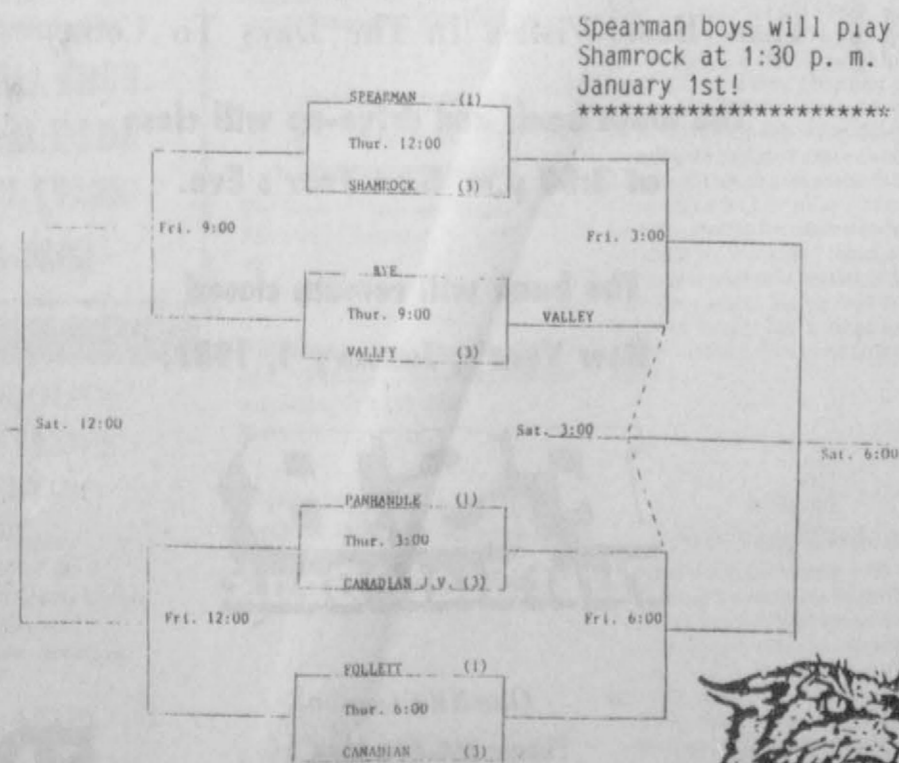 Spearman boys will play
Shamrock at 1:30 p. m.
January 1st!
************************
SPEARMAN (1)
Thur. 12:00
SHAMROCK (3)
Fri. 9:00
Fri. 3:00
BYE
Thur. 9:00
VALLEY
VALLEY (3)
Sat. 12:00
Sat. 3:00
Sat. 6:00
PANHANDLE (1)
Thur. 3:00
CANADIAN J.V. (3)
Fri. 12:00
Fri. 6:00
FOLLETT (1)
Thur. 6:00
CANADIAN (3)